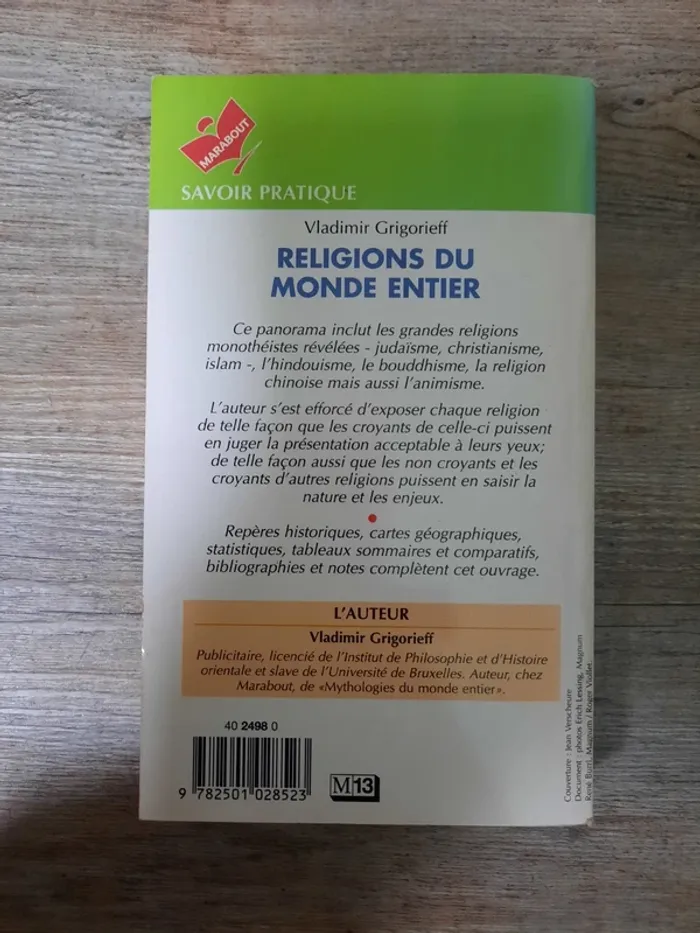 MARABOUT
SAVOIR PRATIQUE
Vladimir Grigorieff
RELIGIONS DU
MONDE ENTIER
Ce panorama inclut les grandes religions
monothéistes révélées - judaïsme, christianisme,
islam -, l'hindouisme, le bouddhisme, la religion
chinoise mais aussi l'animisme.
L'auteur s'est efforcé d'exposer chaque religion
de telle façon que les croyants de celle-ci puissent
en juger la présentation acceptable à leurs yeux;
de telle façon aussi que les non croyants et les
croyants d'autres religions puissent en saisir la
nature et les enjeux.
Repères historiques, cartes géographiques,
statistiques, tableaux sommaires et comparatifs,
bibliographies et notes complètent cet ouvrage.
L'AUTEUR
Vladimir Grigorieff
Publicitaire, licencié de l'Institut de Philosophie et d'Histoire
orientale et slave de l'Université de Bruxelles. Auteur, chez
Marabout, de «Mythologies du monde entier».
40 2498 0
9 782501 028523
M13
Couverture : Jean Verscheure
Document : photos Erich Lessing, Magnum
René Burri, Magnum / Roger Viollet.